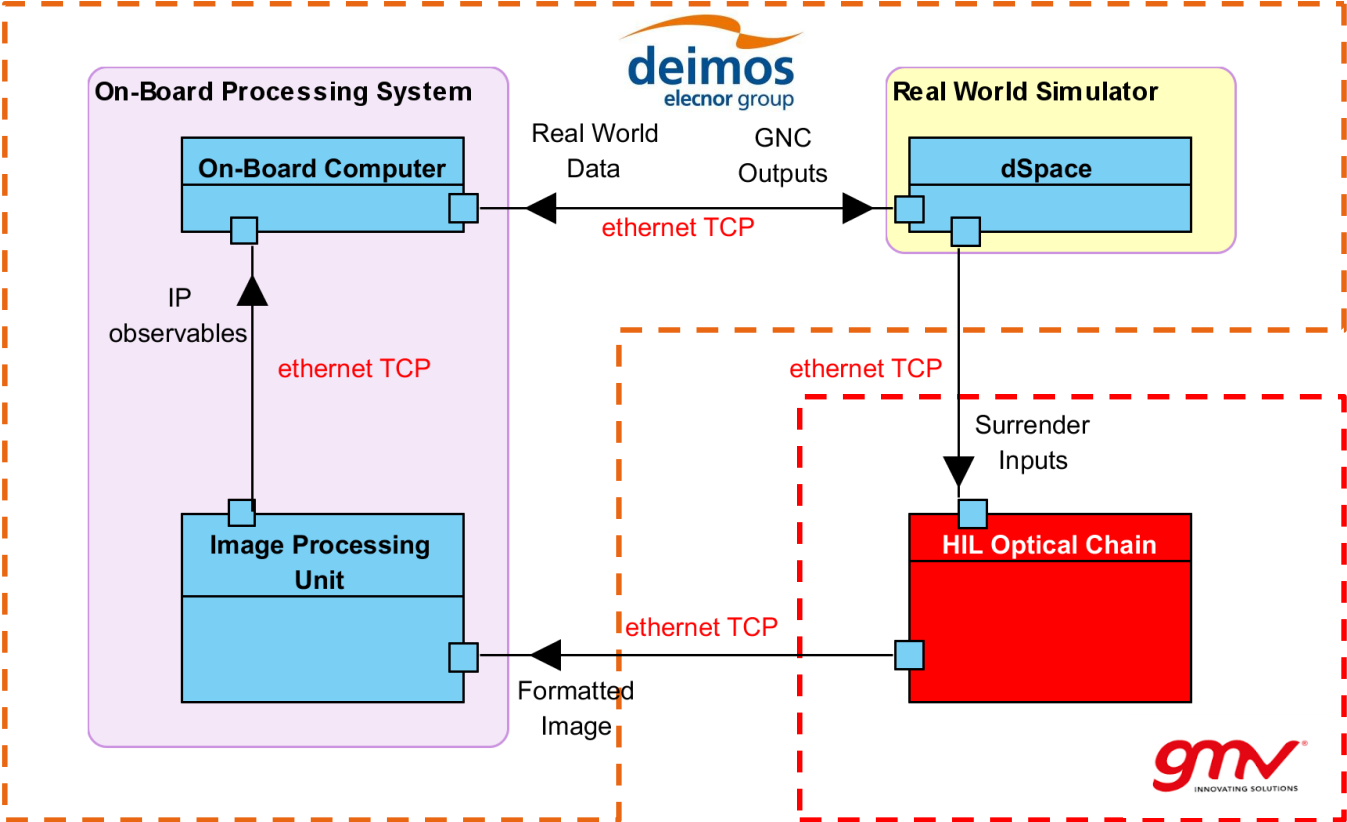 deimos
elecnor group
On-Board Processing System
Real World Simulator
On-Board Computer
Real World
Data
GNC
Outputs
dSpace
ethernet TCP
IP
observables
ethernet TCP
ethernet TCP
Surrender
Inputs
Image Processing
Unit
HIL Optical Chain
ethernet TCP
Formatted
Image
gmv®
INNOVATING SOLUTIONS